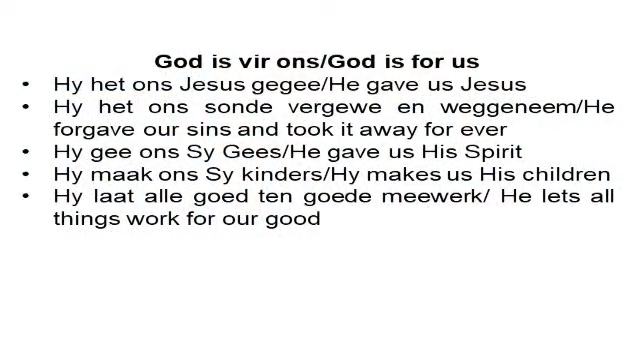 God is vir ons/God is for us
• Hy het ons Jesus gegee/He gave us Jesus
• Hy het ons sonde vergewe en weggeneem/He
forgave our sins and took it away for ever
• Hy gee ons Sy Gees/He gave us His Spirit
• Hy maak ons Sy kinders/Hy makes us His children
• Hy laat alle goed ten goede meewerk/ He lets all
things work for our good